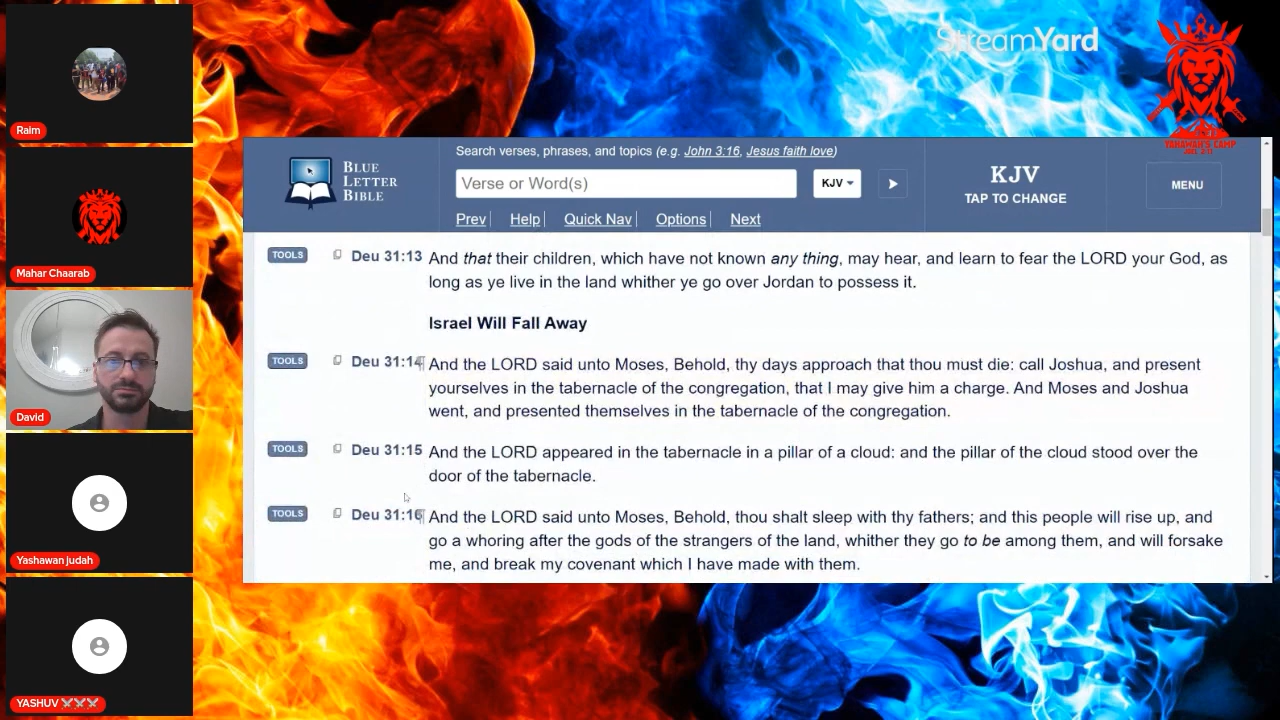 StreamYard
YAHAWAH'S CAMP
JOEL 2:11
Raim
Mahar Chaarab
David
Yashawan judah
YASHUV ⚔⚔⚔
BLUE
LETTER
BIBLE
Search verses, phrases, and topics (e.g. John 3:16, Jesus faith love)
Verse or Word(s)
KJV
Prev Help Quick Nav Options Next
KJV
TAP TO CHANGE
MENU
TOOLS Deu 31:13 And that their children, which have not known any thing, may hear, and learn to fear the LORD your God, as
long as ye live in the land whither ye go over Jordan to possess it.
Israel Will Fall Away
TOOLS Deu 31:14 ¶ And the LORD said unto Moses, Behold, thy days approach that thou must die: call Joshua, and present
yourselves in the tabernacle of the congregation, that I may give him a charge. And Moses and Joshua
went, and presented themselves in the tabernacle of the congregation.
TOOLS Deu 31:15 And the LORD appeared in the tabernacle in a pillar of a cloud: and the pillar of the cloud stood over the
door of the tabernacle.
TOOLS Deu 31:16 ¶ And the LORD said unto Moses, Behold, thou shalt sleep with thy fathers; and this people will rise up, and
go a whoring after the gods of the strangers of the land, whither they go to be among them, and will forsake
me, and break my covenant which I have made with them.